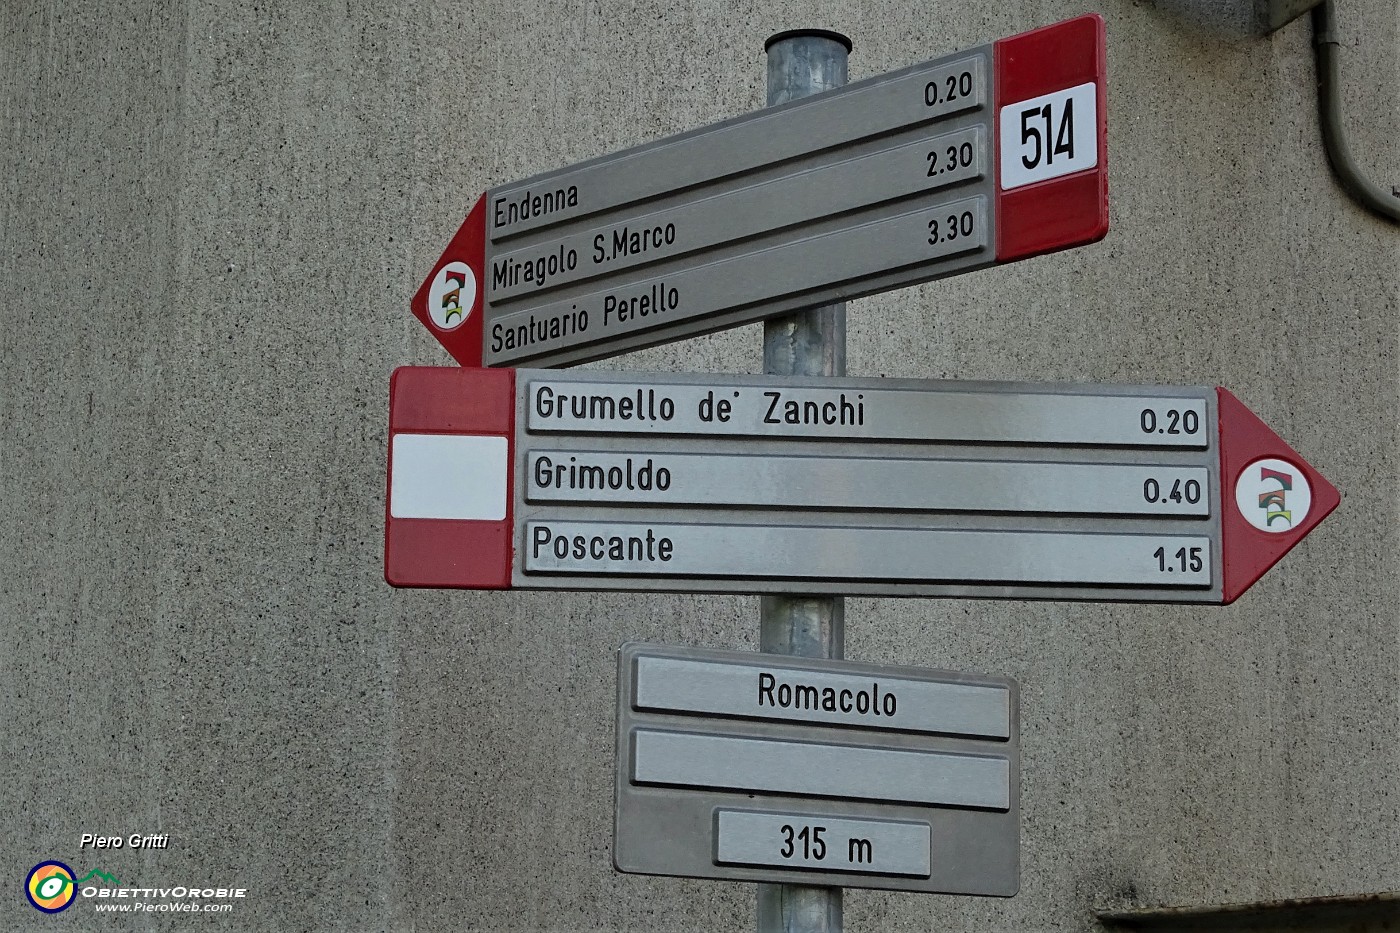 Endenna 0.20
Miragolo S.Marco 2.30
Santuario Perello 3.30
514
Grumello de' Zanchi 0.20
Grimoldo 0.40
Poscante 1.15
Romacolo
315 m
Piero Gritti
ObiettivOrobie
www.PieroWeb.com